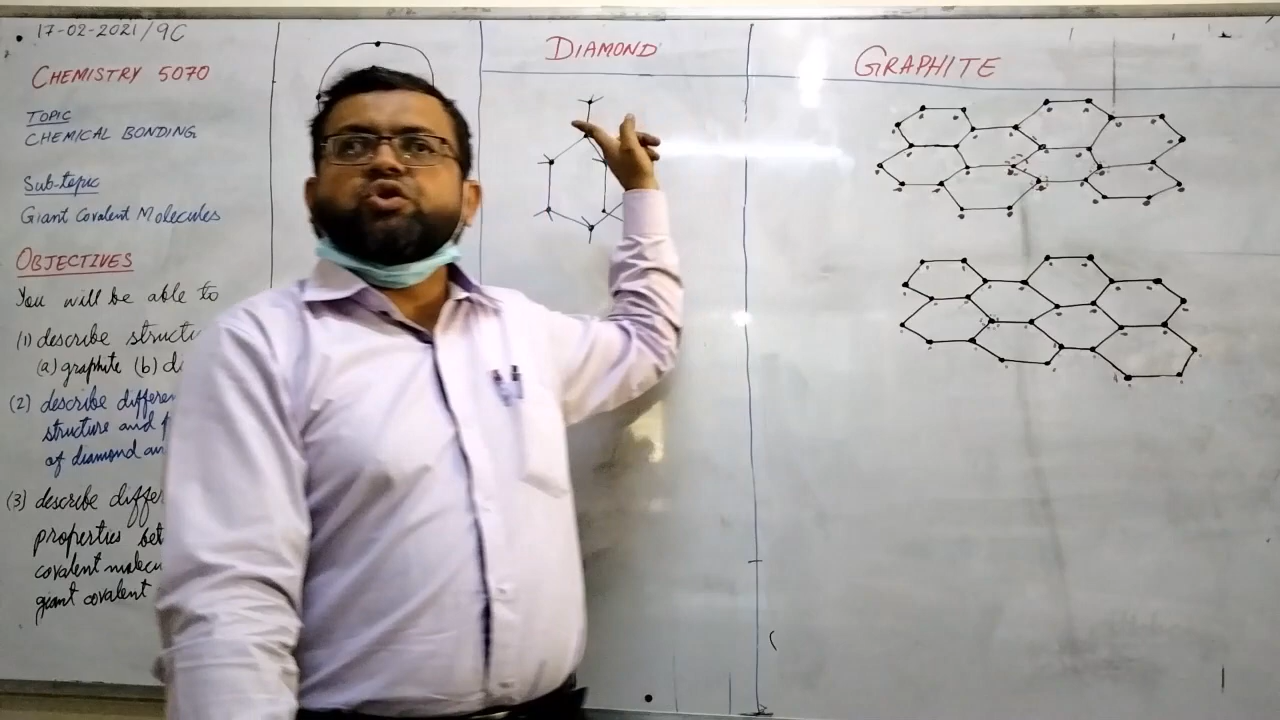 17-02-2021/9C
CHEMISTRY 5070
TOPIC
CHEMICAL BONDING
Sub-topic
Giant Covalent Molecules
OBJECTIVES
You will be able to
(1) describe structu
(a) graphite (b) di
(2) describe differen
structure and
of diamond an
(3) describe differ
properties bet
covalent molecu
giant covalent
DIAMOND
GRAPHITE